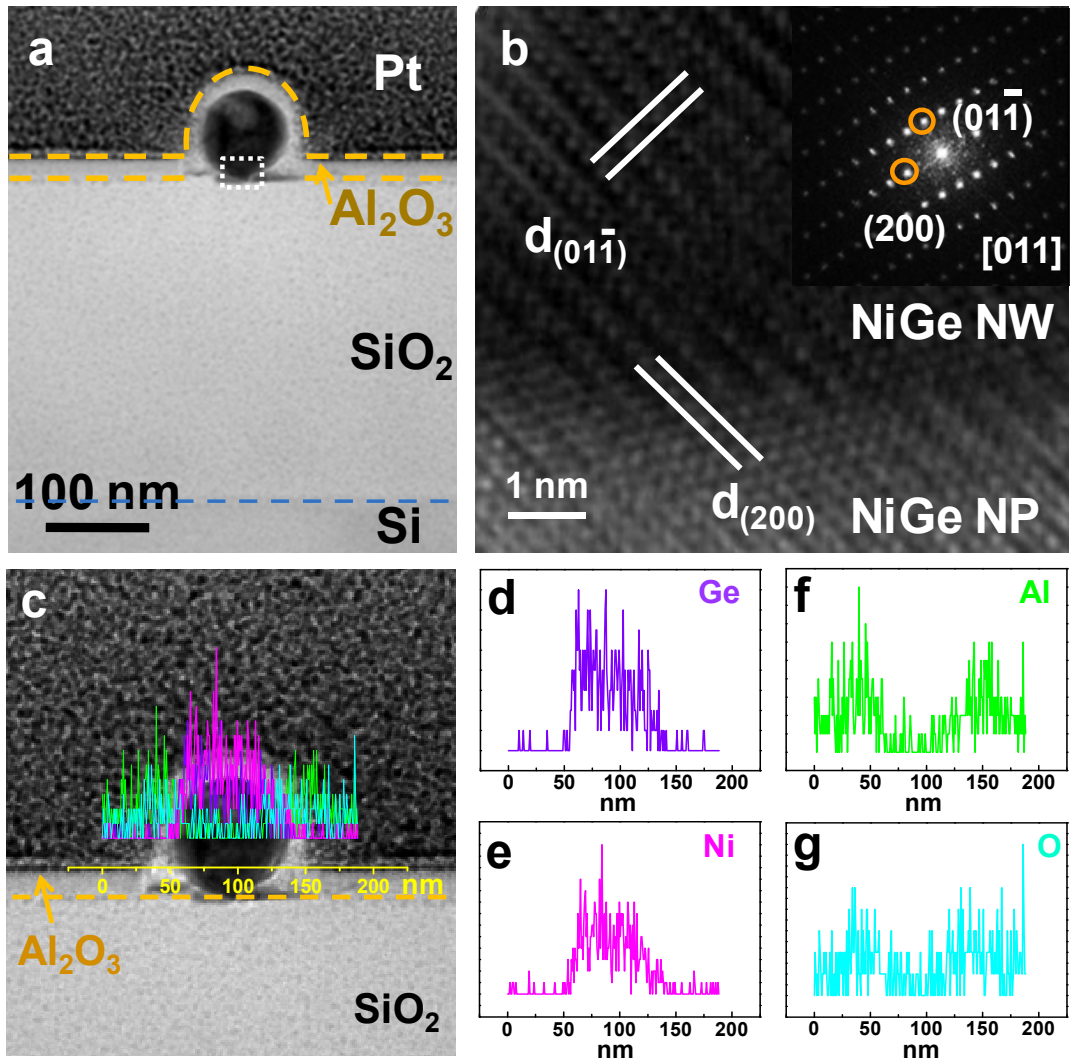 a
Pt
Al₂O₃
SiO₂
100 nm
Si
b
(011̅)
(200)
[011]
d(011̅)
NiGe NW
1 nm
d(200)
NiGe NP
c
0 50 100 150 200 nm
Al₂O₃
SiO₂
d
Ge
0 50 100 150 200
nm
f
Al
0 50 100 150 200
nm
e
Ni
0 50 100 150 200
nm
g
O
0 50 100 150 200
nm